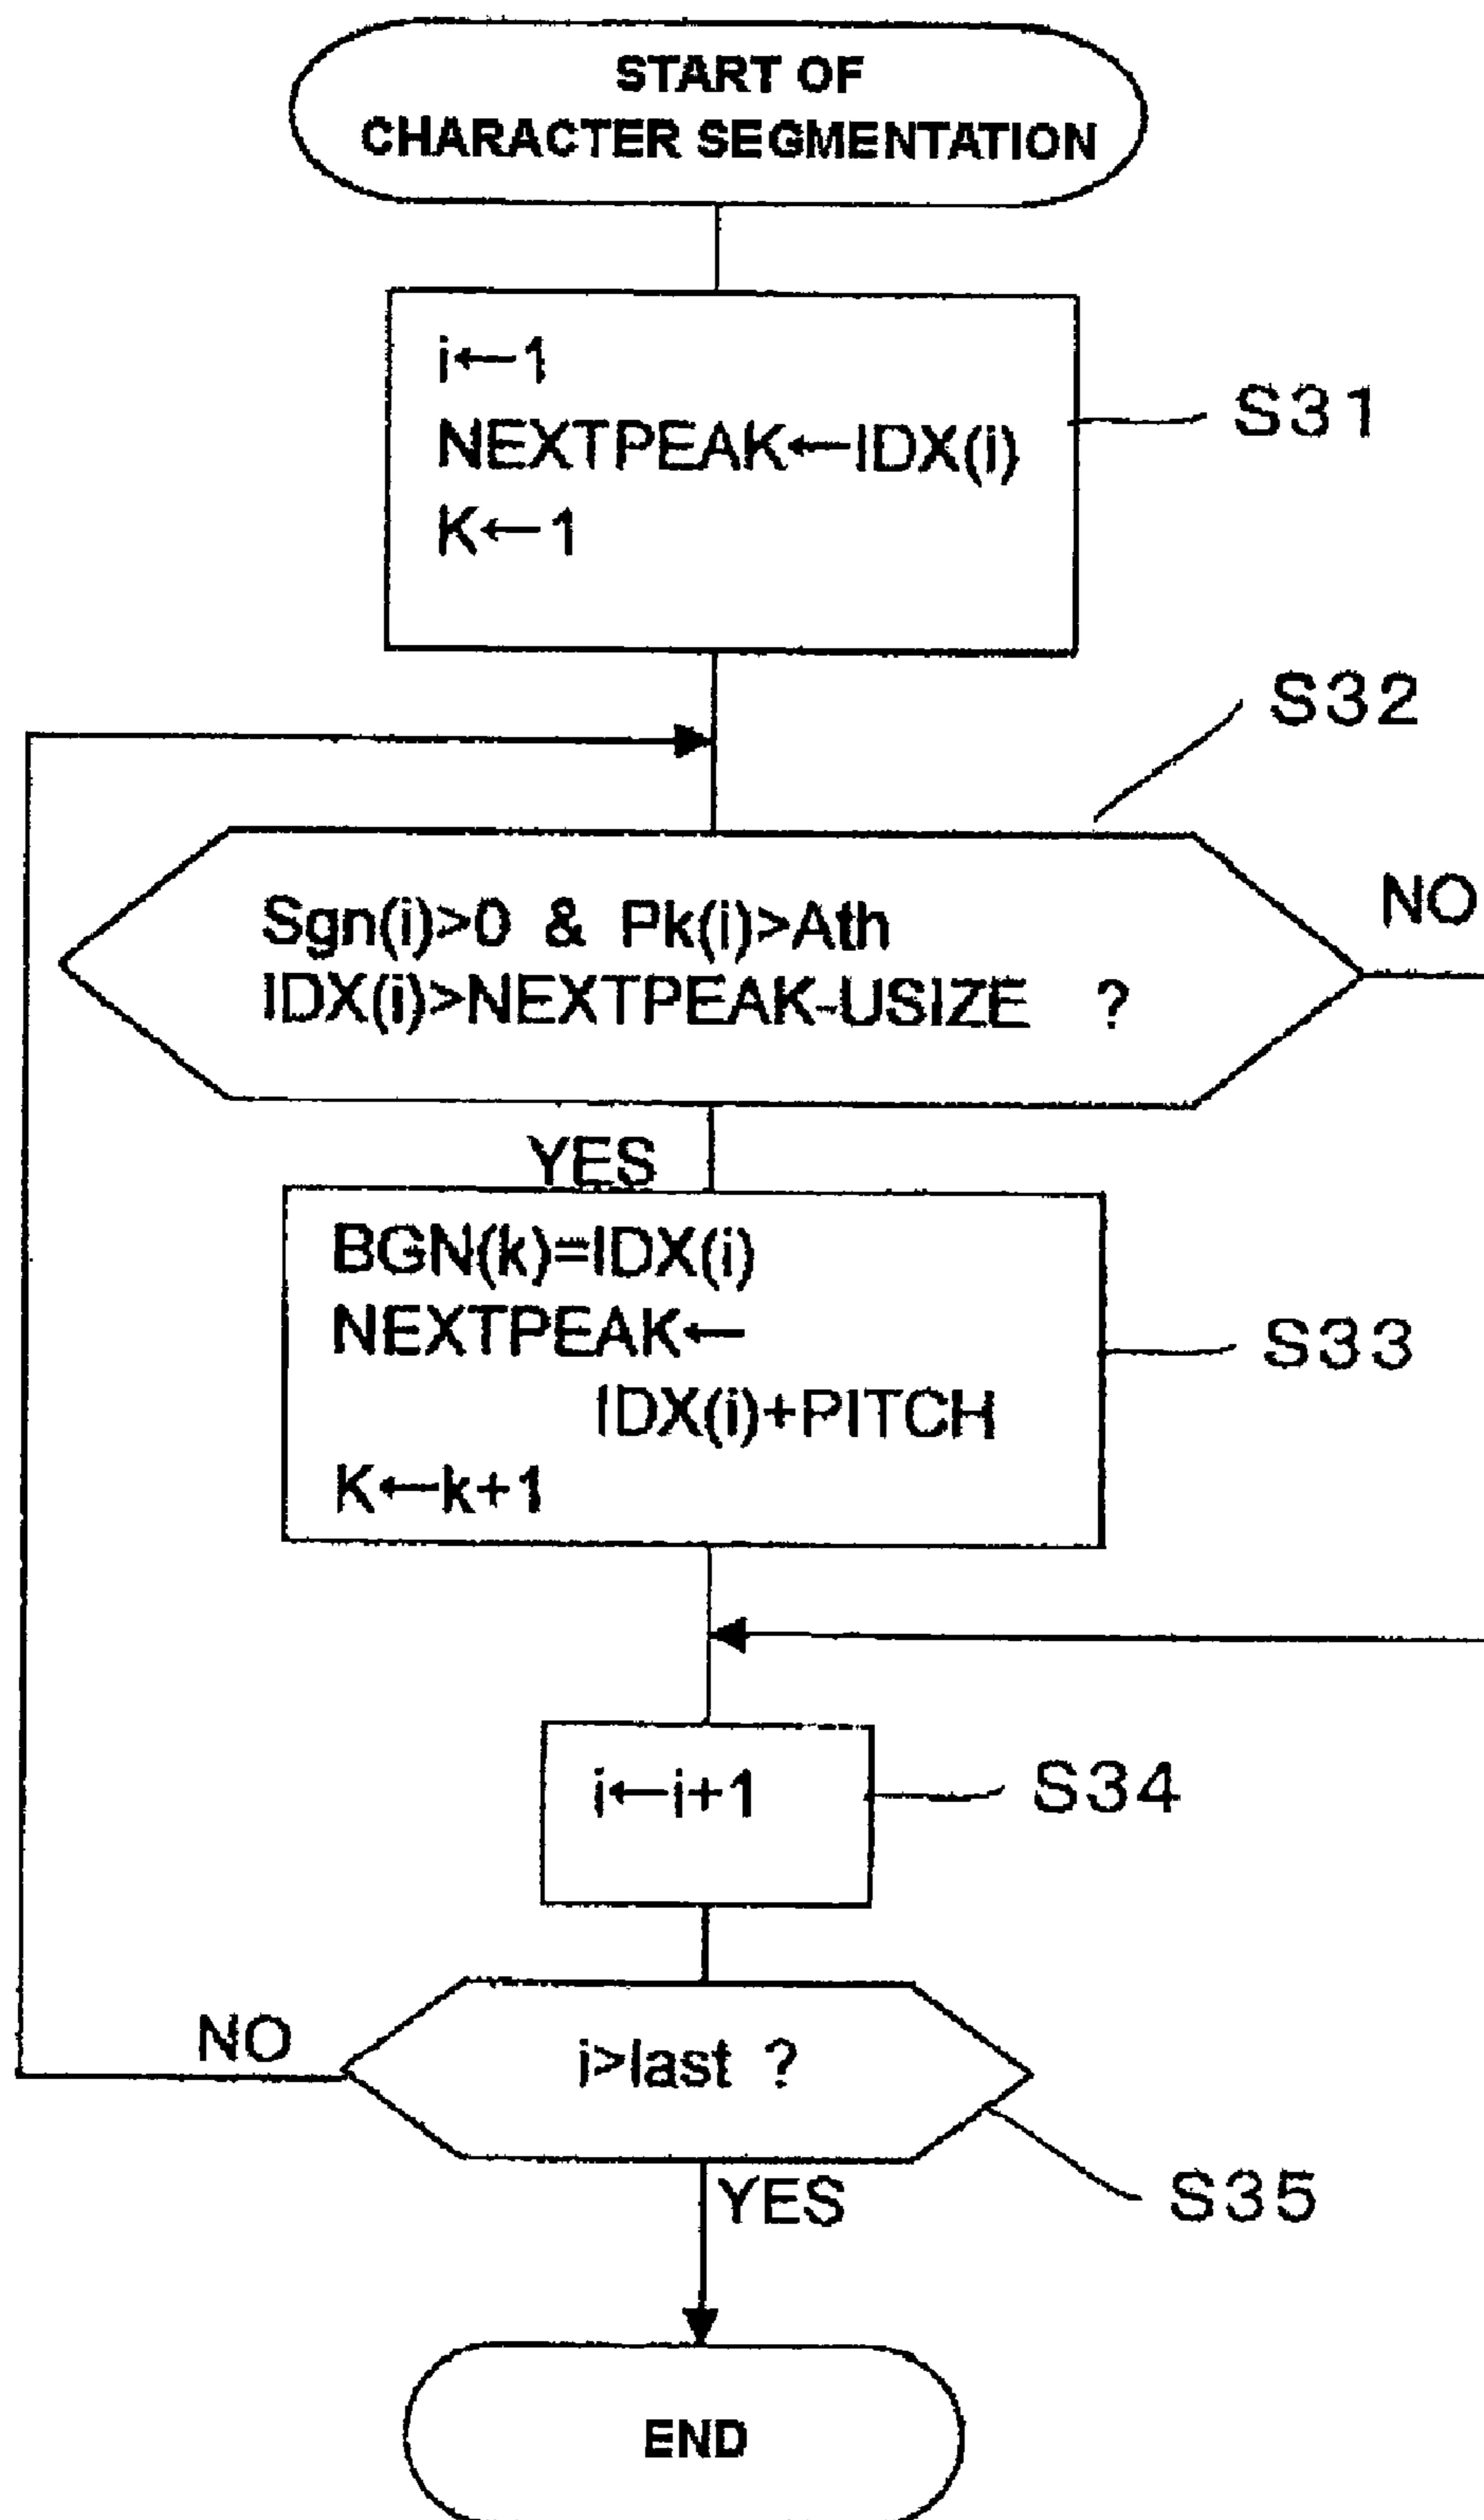 START OF
CHARACTER SEGMENTATION
i←1
NEXTPEAK←IDX(i)
K←1
S31
S32
Sgn(i)>0 & Pk(i)>Ath
IDX(i)>NEXTPEAK-USIZE ?
NO
YES
BGN(k)=IDX(i)
NEXTPEAK←
IDX(i)+PITCH
K←k+1
S33
i←i+1
S34
NO
i>last ?
YES
S35
END